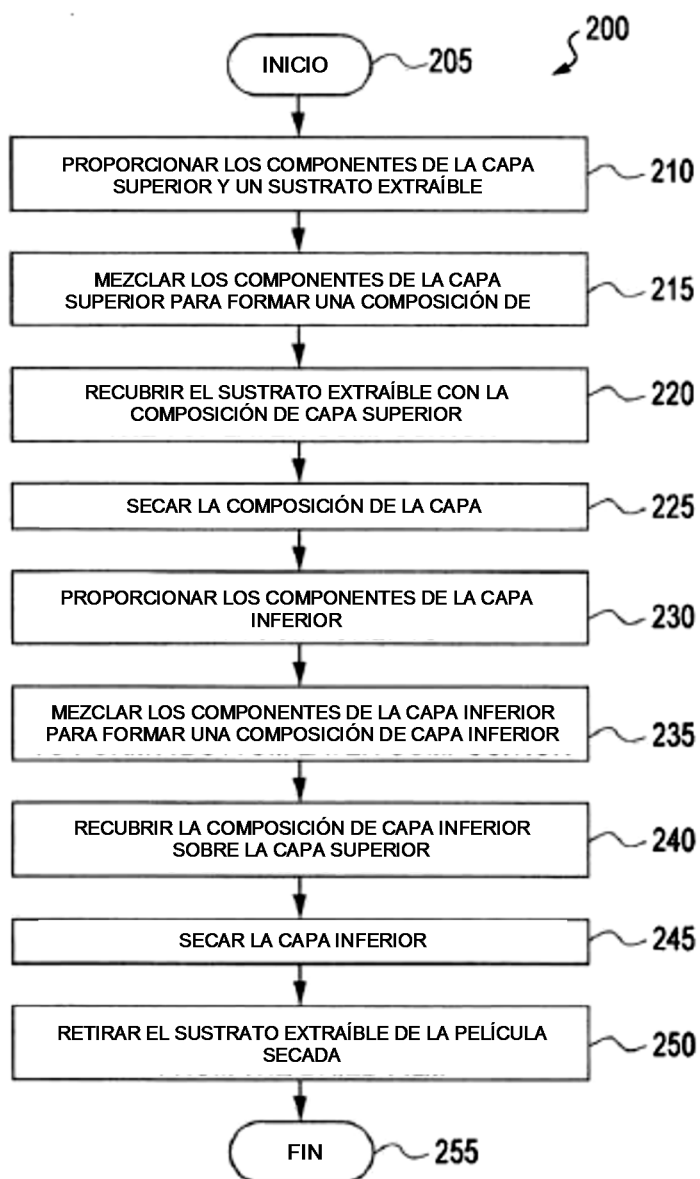 200
INICIO
205
PROPORCIONAR LOS COMPONENTES DE LA CAPA
SUPERIOR Y UN SUSTRATO EXTRAÍBLE
210
MEZCLAR LOS COMPONENTES DE LA CAPA
SUPERIOR PARA FORMAR UNA COMPOSICIÓN DE
215
RECUBRIR EL SUSTRATO EXTRAÍBLE CON LA
COMPOSICIÓN DE CAPA SUPERIOR
220
SECAR LA COMPOSICIÓN DE LA CAPA
225
PROPORCIONAR LOS COMPONENTES DE LA CAPA
INFERIOR
230
MEZCLAR LOS COMPONENTES DE LA CAPA INFERIOR
PARA FORMAR UNA COMPOSICIÓN DE CAPA INFERIOR
235
RECUBRIR LA COMPOSICIÓN DE CAPA INFERIOR
SOBRE LA CAPA SUPERIOR
240
SECAR LA CAPA INFERIOR
245
RETIRAR EL SUSTRATO EXTRAÍBLE DE LA PELÍCULA
SECADA
250
FIN
255